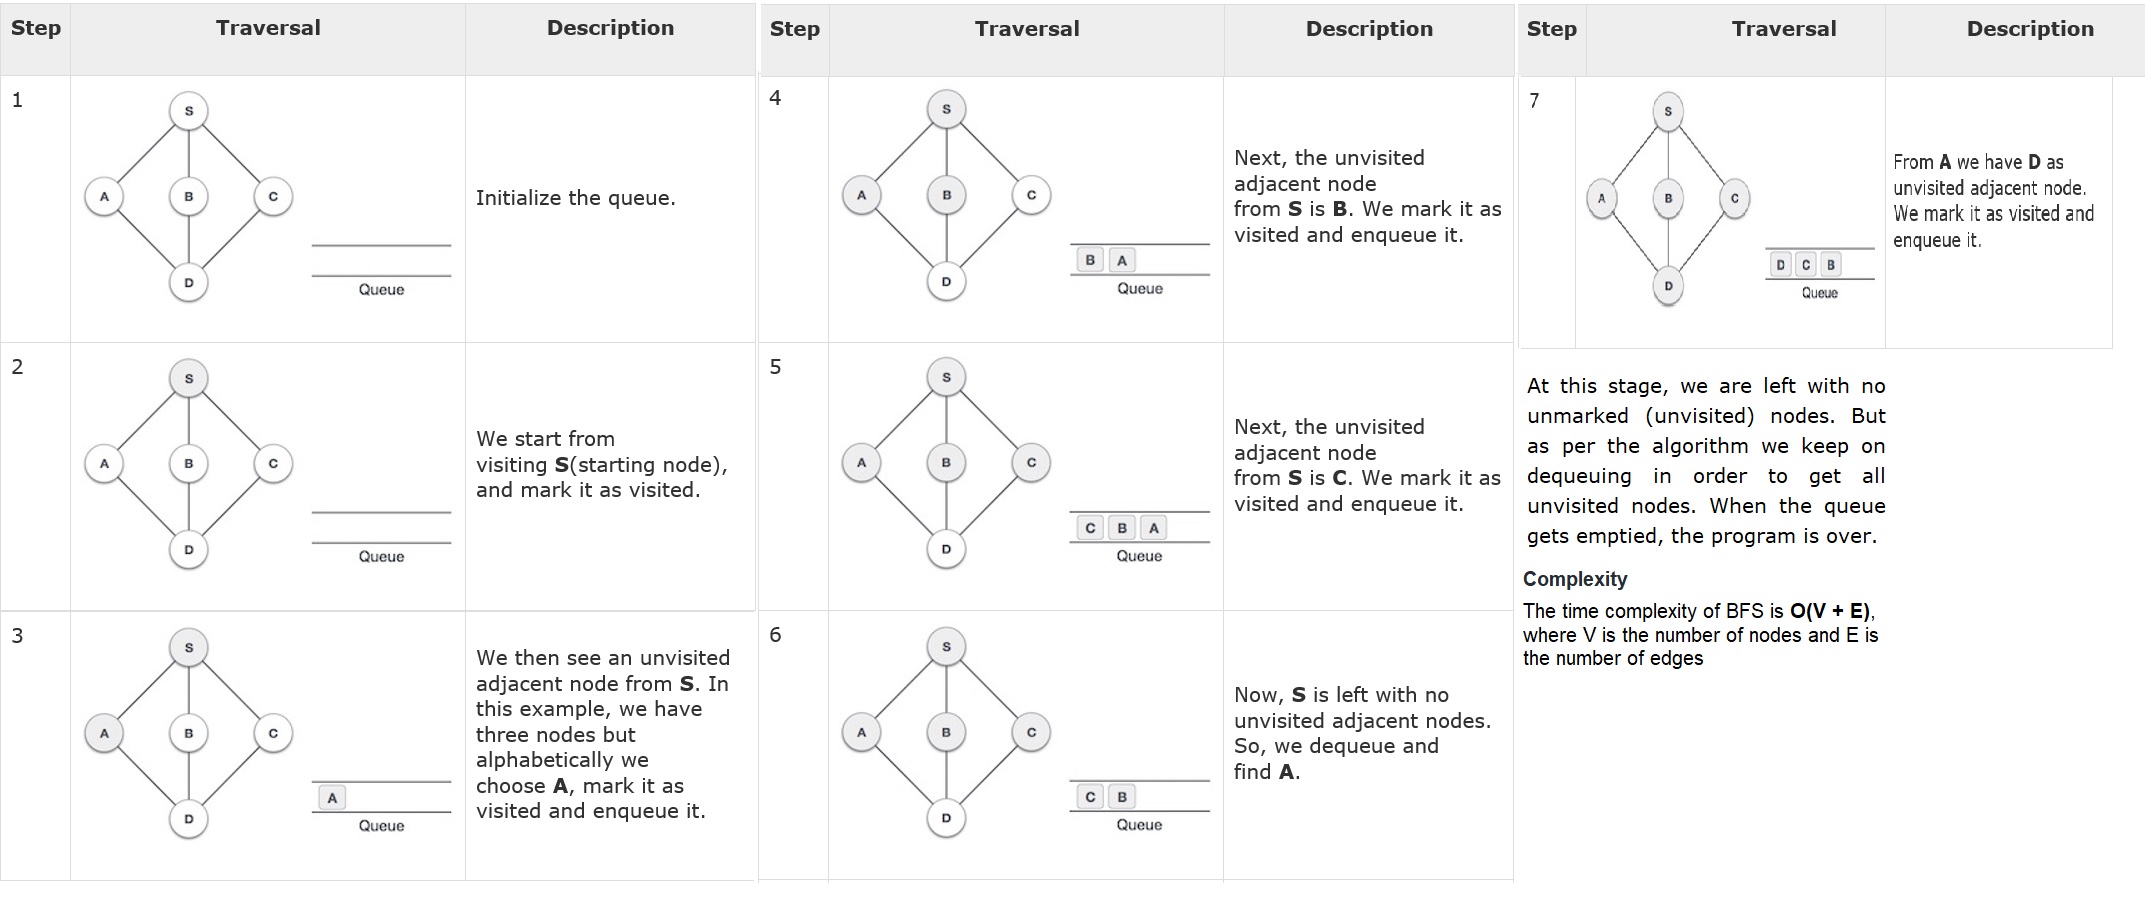 Step Traversal Description
1
S
A B C
D
Queue
Initialize the queue.
2
S
A B C
D
Queue
We start from
visiting S(starting node),
and mark it as visited.
3
S
A B C
D
A
Queue
We then see an unvisited
adjacent node from S. In
this example, we have
three nodes but
alphabetically we
choose A, mark it as
visited and enqueue it.
Step Traversal Description
4
S
A B C
D
B A
Queue
Next, the unvisited
adjacent node
from S is B. We mark it as
visited and enqueue it.
5
S
A B C
D
C B A
Queue
Next, the unvisited
adjacent node
from S is C. We mark it as
visited and enqueue it.
6
S
A B C
D
C B
Queue
Now, S is left with no
unvisited adjacent nodes.
So, we dequeue and
find A.
Step Traversal Description
7
S
A B C
D
D C B
Queue
From A we have D as
unvisited adjacent node.
We mark it as visited and
enqueue it.
At this stage, we are left with no
unmarked (unvisited) nodes. But
as per the algorithm we keep on
dequeuing in order to get all
unvisited nodes. When the queue
gets emptied, the program is over.
Complexity
The time complexity of BFS is O(V + E),
where V is the number of nodes and E is
the number of edges